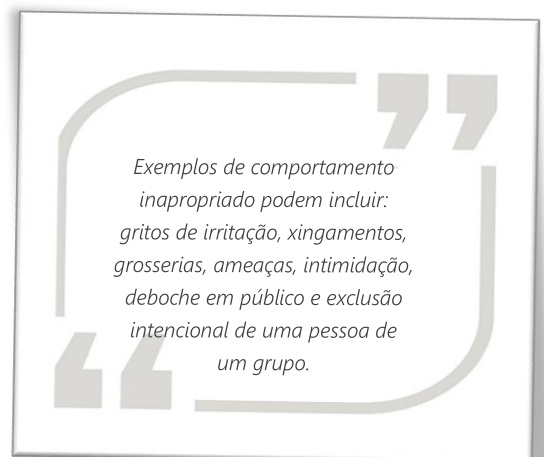 Exemplos de comportamento
inapropriado podem incluir:
gritos de irritação, xingamentos,
grosserias, ameaças, intimidação,
deboche em público e exclusão
intencional de uma pessoa de
um grupo.